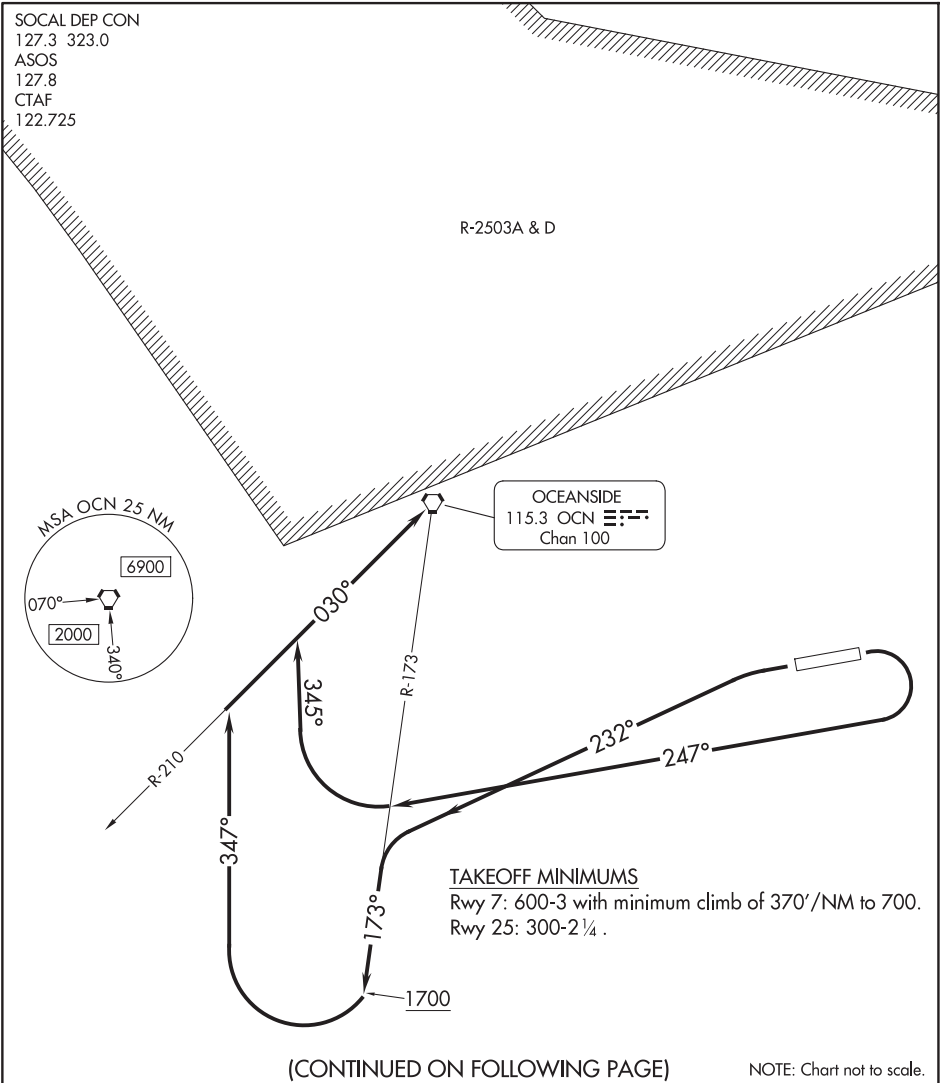 SOCAL DEP CON
127.3 323.0
ASOS
127.8
CTAF
122.725
R-2503A & D
MSA OCN 25 NM
6900
070°
2000
340°
OCEANSIDE
115.3 OCN
Chan 100
030°
R-173
345°
R-210
232°
247°
347°
173°
1700
TAKEOFF MINIMUMS
Rwy 7: 600-3 with minimum climb of 370'/NM to 700.
Rwy 25: 300-2¼ .
(CONTINUED ON FOLLOWING PAGE)
NOTE: Chart not to scale.